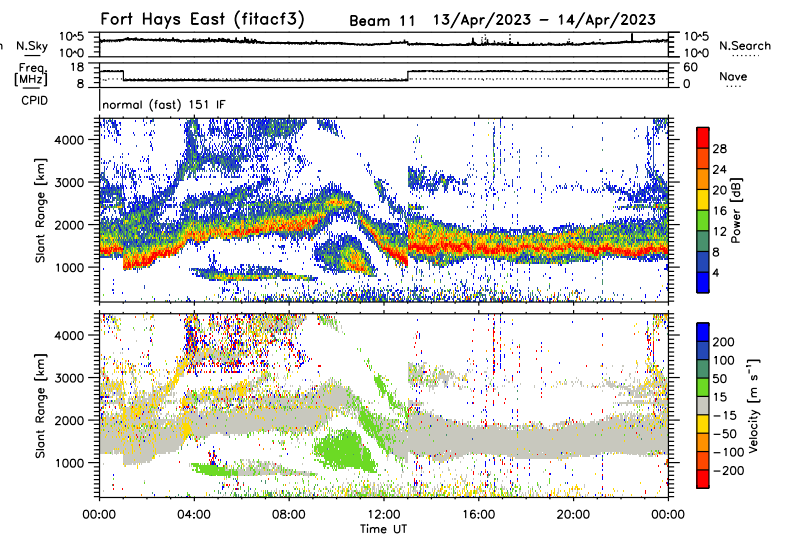 Fort Hays East (fitacf3) Beam 11 13/Apr/2023 − 14/Apr/2023
n N.Sky 10^5 10^0 10^5 10^0 N.Search
Freq. [MHz] 18 8 60 0 Nave
CPID normal (fast) 151 IF
Slant Range [km]
4000
3000
2000
1000
Power [dB]
28
24
20
16
12
8
4
Slant Range [km]
4000
3000
2000
1000
Velocity [m s⁻¹]
200
100
50
15
−15
−50
−100
−200
00:00 04:00 08:00 12:00 16:00 20:00 00:00
Time UT